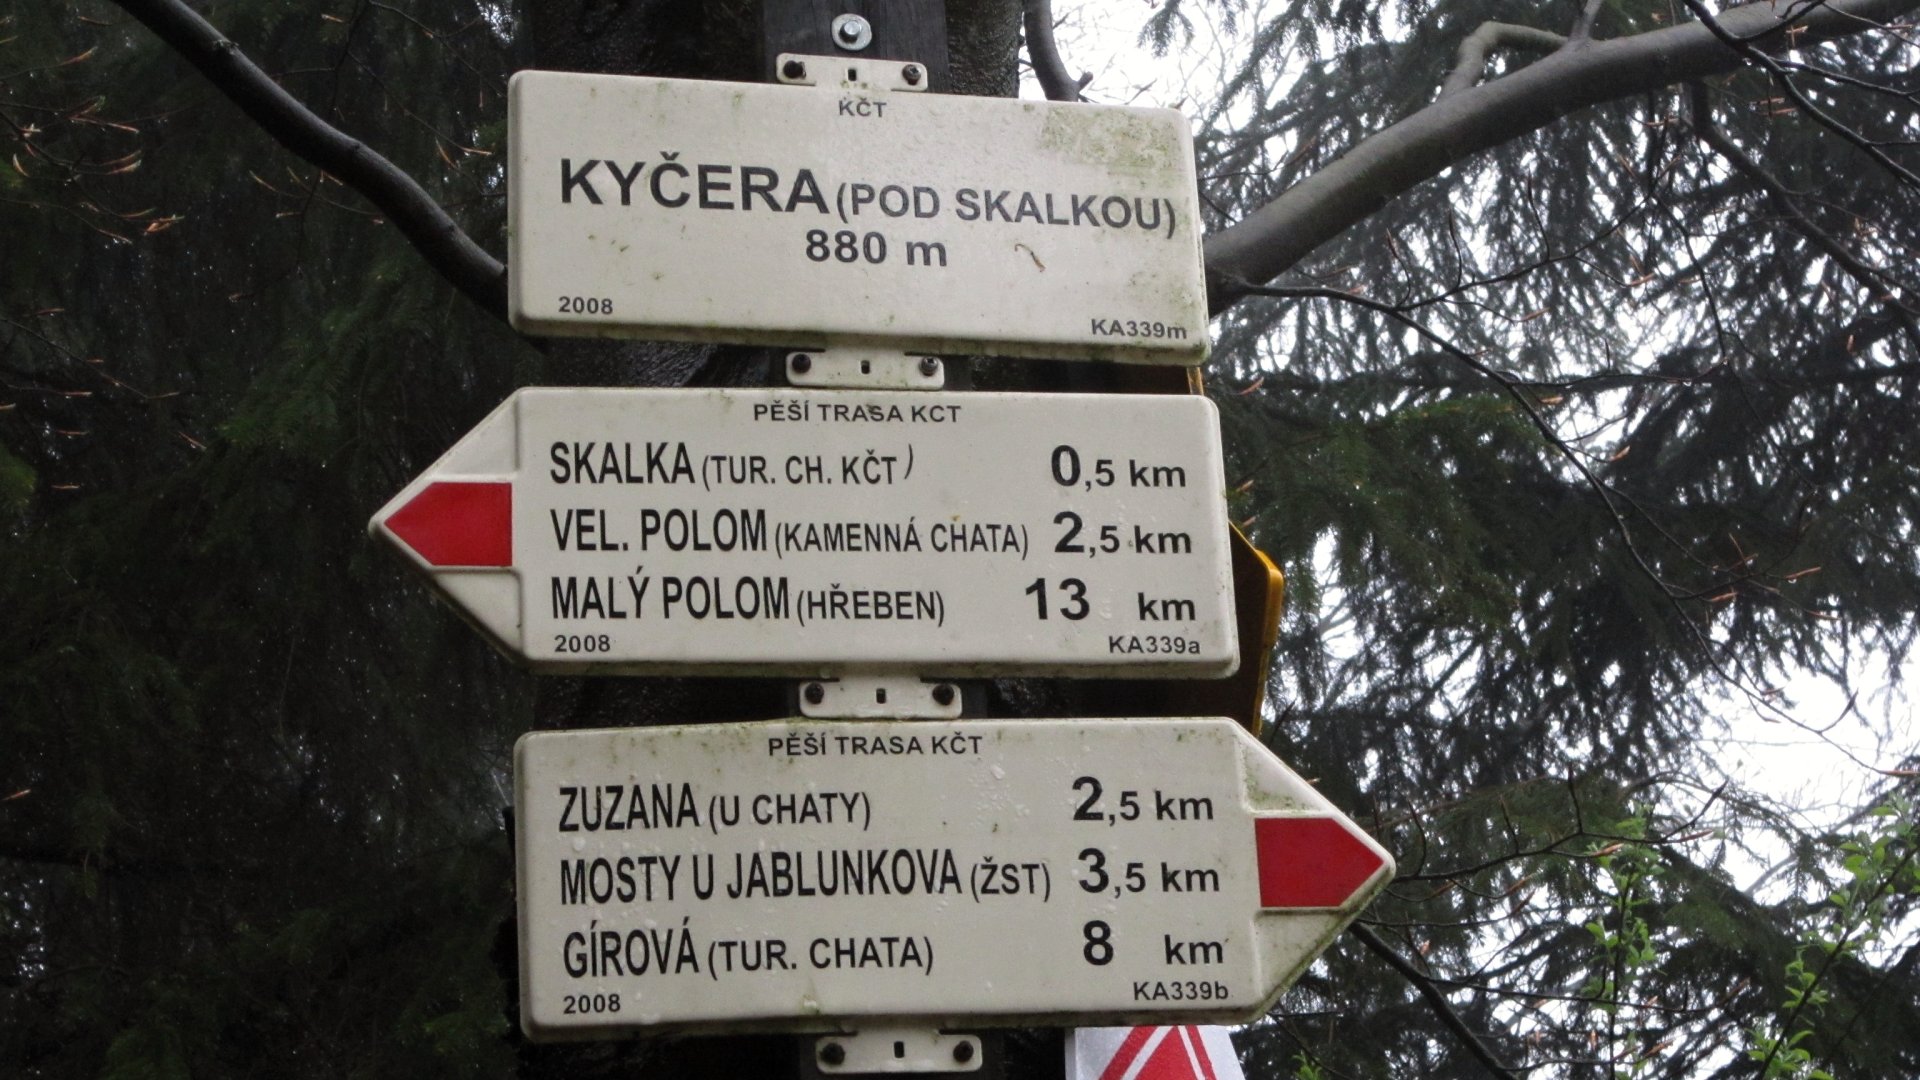 KČT
KYČERA (POD SKALKOU)
880 m
2008 KA339m
PĚŠÍ TRASA KČT
SKALKA (TUR. CH. KČT) 0,5 km
VEL. POLOM (KAMENNÁ CHATA) 2,5 km
MALÝ POLOM (HŘEBEN) 13 km
2008 KA339a
PĚŠÍ TRASA KČT
ZUZANA (U CHATY) 2,5 km
MOSTY U JABLUNKOVA (ŽST) 3,5 km
GÍROVÁ (TUR. CHATA) 8 km
2008 KA339b